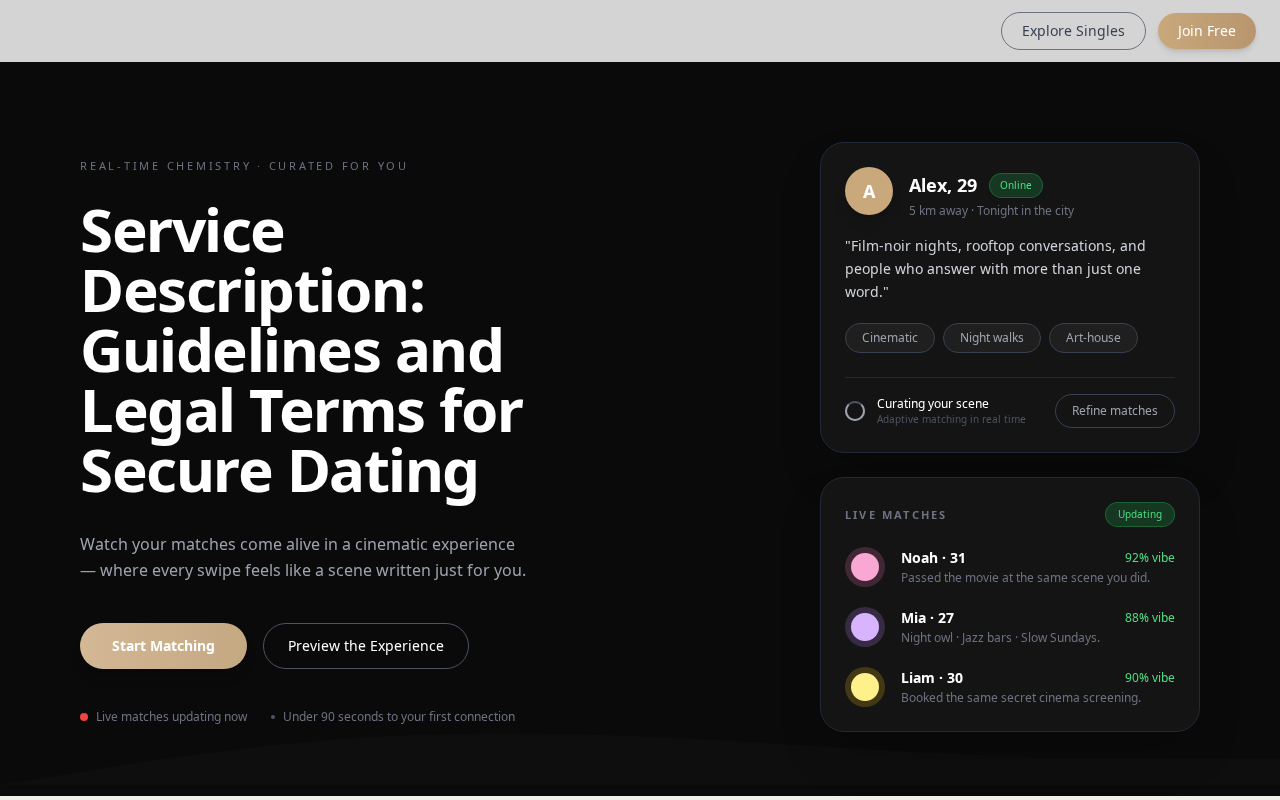 Explore Singles
Join Free
REAL-TIME CHEMISTRY · CURATED FOR YOU
Service
Description:
Guidelines and
Legal Terms for
Secure Dating
Watch your matches come alive in a cinematic experience
— where every swipe feels like a scene written just for you.
Start Matching
Preview the Experience
Live matches updating now
Under 90 seconds to your first connection
A
Alex, 29
Online
5 km away · Tonight in the city
"Film-noir nights, rooftop conversations, and
people who answer with more than just one
word."
Cinematic
Night walks
Art-house
Curating your scene
Adaptive matching in real time
Refine matches
LIVE MATCHES
Updating
Noah · 31
92% vibe
Passed the movie at the same scene you did.
Mia · 27
88% vibe
Night owl · Jazz bars · Slow Sundays.
Liam · 30
90% vibe
Booked the same secret cinema screening.